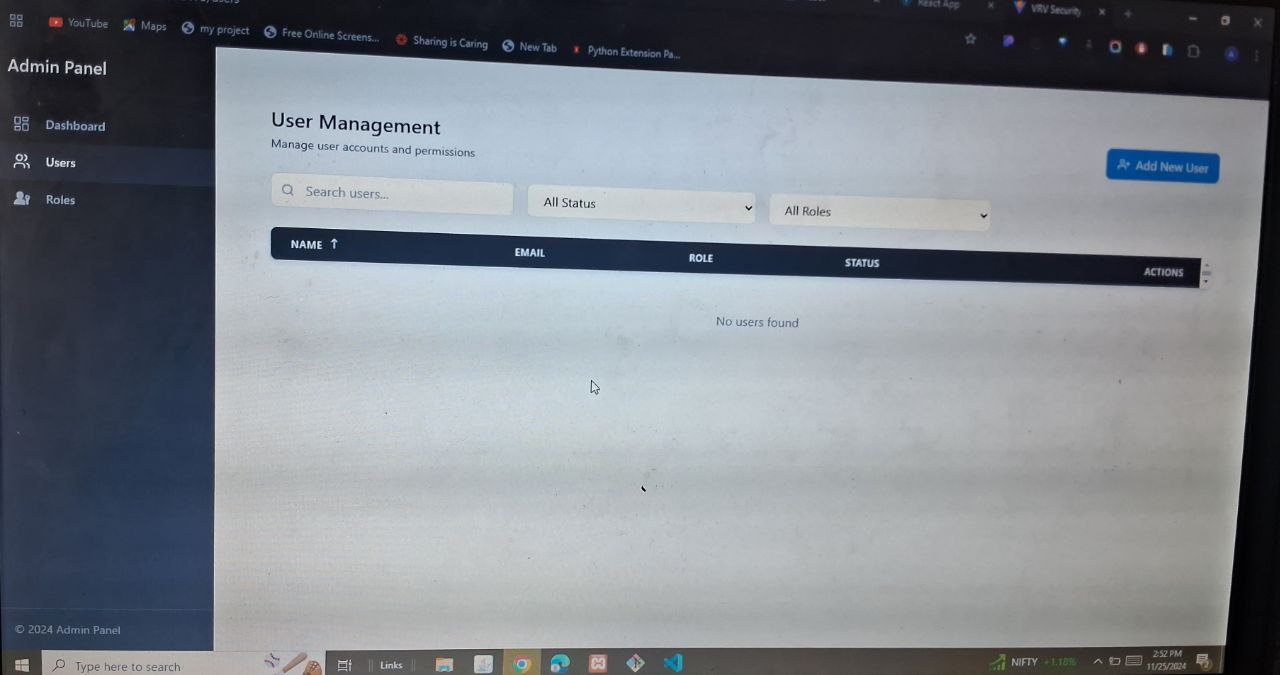 React App
VRV Security
YouTube
Maps
my project
Free Online Screens...
Sharing is Caring
New Tab
Python Extension Pa...
Admin Panel
Dashboard
Users
Roles
User Management
Manage user accounts and permissions
Add New User
Search users...
All Status
All Roles
NAME ↑
EMAIL
ROLE
STATUS
ACTIONS
No users found
© 2024 Admin Panel
Type here to search
Links
NIFTY +1.18%
2:52 PM
11/25/2024
2